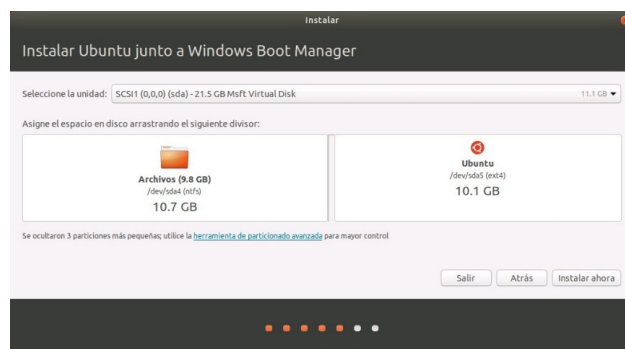 Instalar
Instalar Ubuntu junto a Windows Boot Manager
Seleccione la unidad: SCSI1 (0,0,0) (sda) - 21.5 GB Msft Virtual Disk 11.1 GB
Asigne el espacio en disco arrastrando el siguiente divisor:
Archivos (9.8 GB)
/dev/sda4 (ntfs)
10.7 GB
Ubuntu
/dev/sda5 (ext4)
10.1 GB
Se ocultaron 3 particiones más pequeñas; utilice la herramienta de particionado avanzada para mayor control
Salir Atrás Instalar ahora